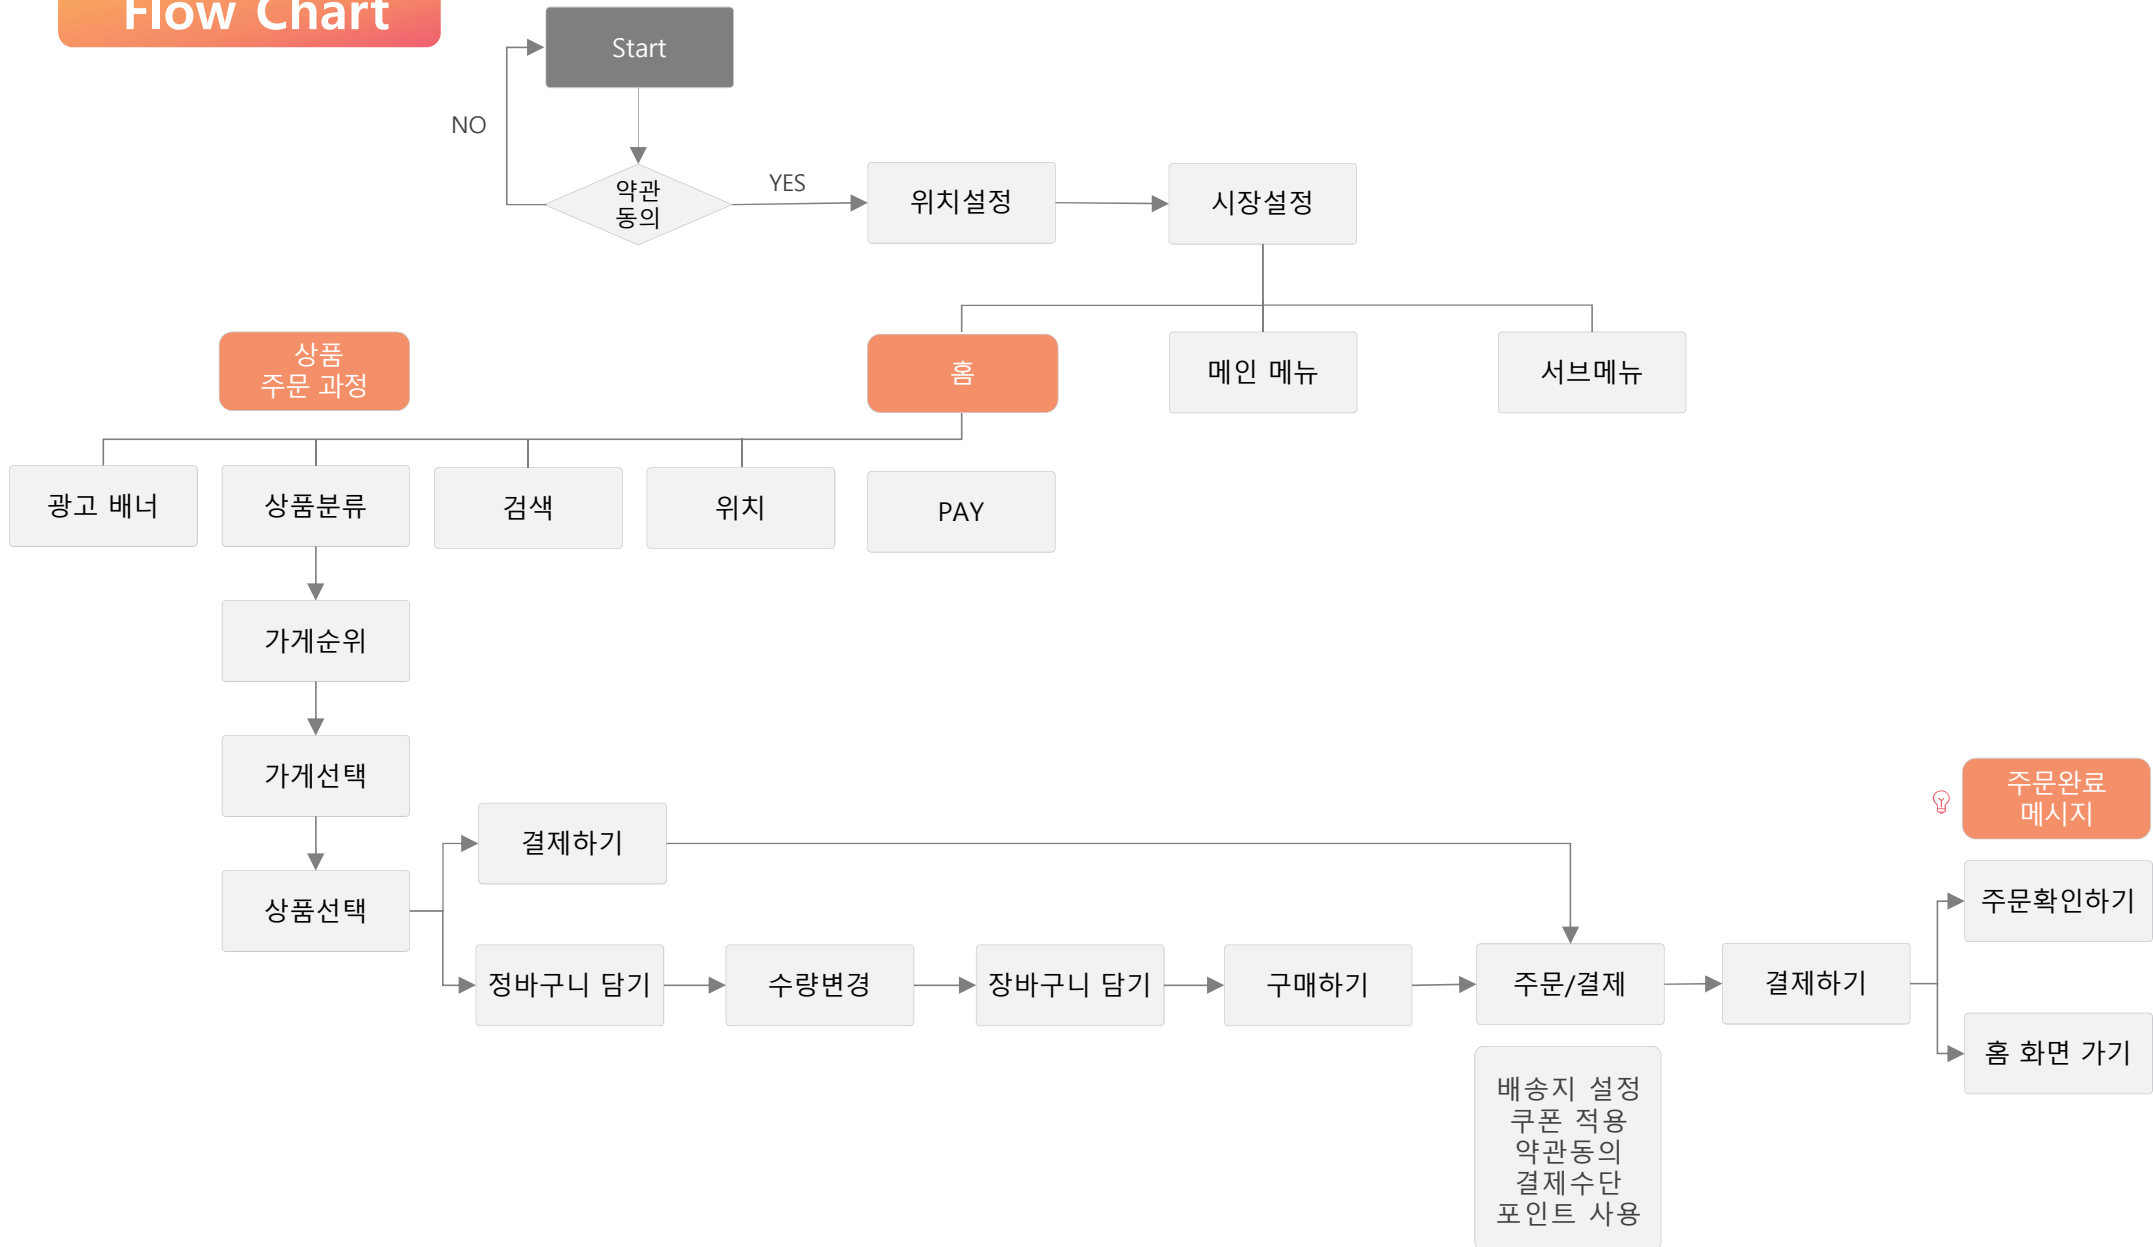 Flow Chart
Start
NO
약관
동의
YES
위치설정
시장설정
상품
주문 과정
홈
메인 메뉴
서브메뉴
광고 배너
상품분류
검색
위치
PAY
가게순위
가게선택
상품선택
결제하기
정바구니 담기
수량변경
장바구니 담기
구매하기
주문/결제
결제하기
주문완료
메시지
주문확인하기
홈 화면 가기
배송지 설정
쿠폰 적용
약관동의
결제수단
포인트 사용